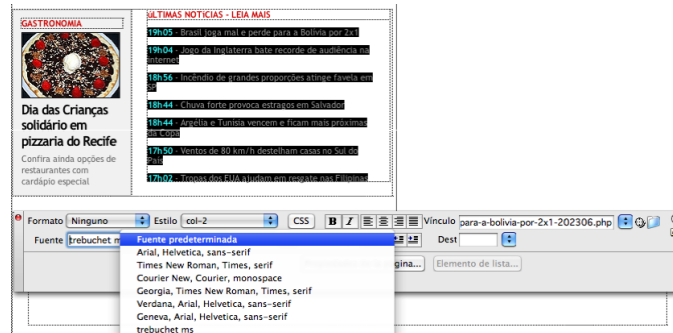 GASTRONOMIA
Dia das Crianças
solidário em
pizzaria do Recife
Confira ainda opções de
restaurantes com
cardápio especial
úLTIMAS NOTíCIAS - LEIA MAIS
19h05 - Brasil joga mal e perde para a Bolívia por 2x1
19h04 - Jogo da Inglaterra bate recorde de audiência na
internet
18h56 - Incêndio de grandes proporções atinge favela em
SP
18h44 - Chuva forte provoca estragos em Salvador
18h44 - Argélia e Tunísia vencem e ficam mais próximas
da Copa
17h50 - Ventos de 80 km/h destelham casas no Sul do
País
17h02 - Tropas dos EUA ajudam em resgate nas Filipinas
Formato Ninguno Estilo col-2 CSS B I Vínculo para-a-bolivia-por-2x1-202306.php
Fuente trebuchet m Dest
Fuente predeterminada
Arial, Helvetica, sans-serif
Times New Roman, Times, serif
Courier New, Courier, monospace
Georgia, Times New Roman, Times, serif
Verdana, Arial, Helvetica, sans-serif
Geneva, Arial, Helvetica, sans-serif
trebuchet ms
gina... Elemento de lista...